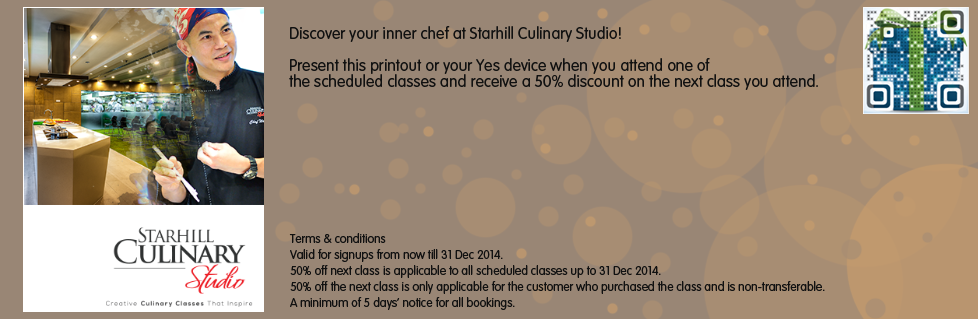 Discover your inner chef at Starhill Culinary Studio!
Present this printout or your Yes device when you attend one of
the scheduled classes and receive a 50% discount on the next class you attend.
STARHILL
CULINARY
Studio
Creative Culinary Classes That Inspire
Terms & conditions
Valid for signups from now till 31 Dec 2014.
50% off next class is applicable to all scheduled classes up to 31 Dec 2014.
50% off the next class is only applicable for the customer who purchased the class and is non-transferable.
A minimum of 5 days' notice for all bookings.